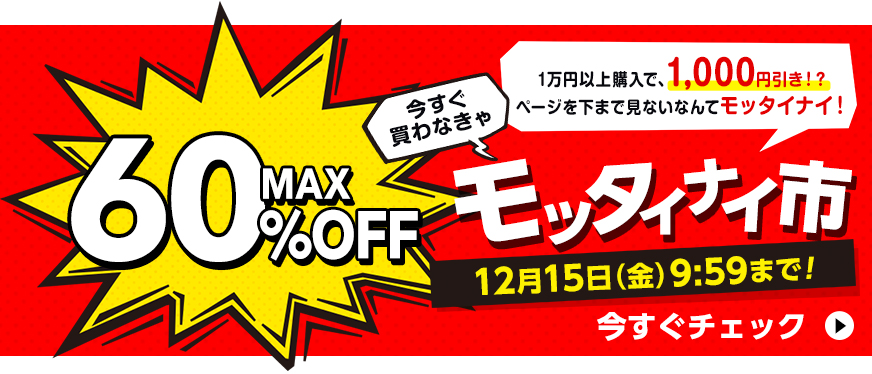 60MAX%OFF
今すぐ
買わなきゃ
1万円以上購入で、1,000円引き!?
ページを下まで見ないなんてモッタイナイ!
モッタイナイ市
12月15日(金)9:59まで!
今すぐチェック